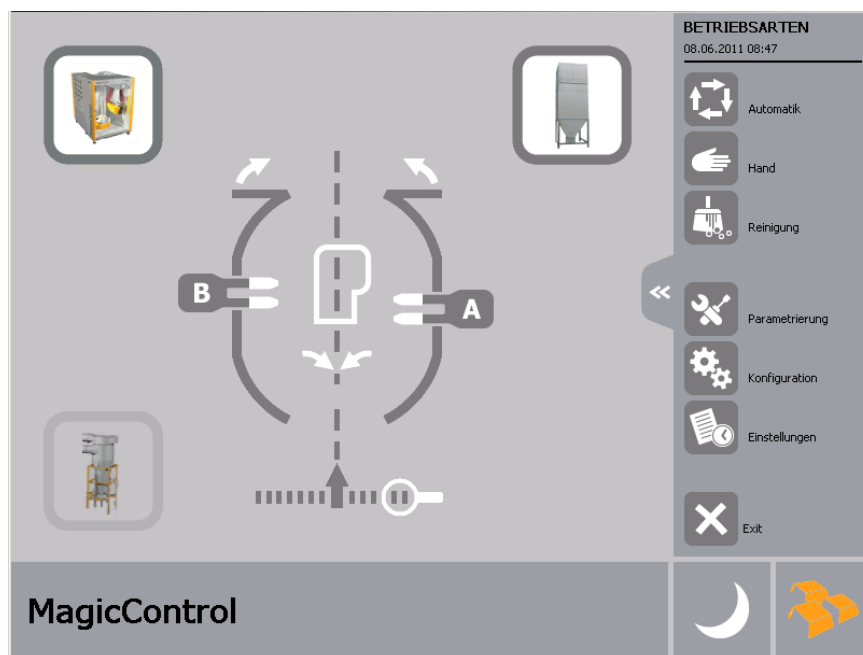 BETRIEBSARTEN
08.06.2011 08:47
Automatik
Hand
Reinigung
B
A
Parametrierung
Konfiguration
Einstellungen
Exit
MagicControl